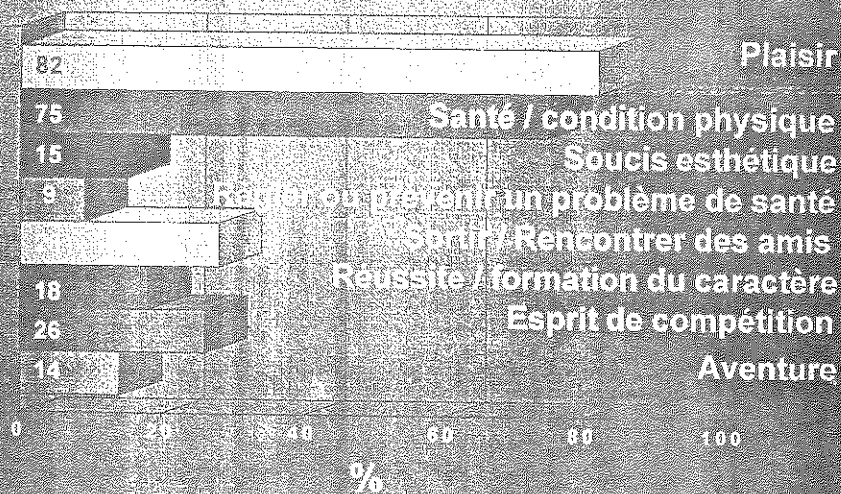 82 Plaisir
75 Santé / condition physique
15 Soucis esthétique
9 Régler ou prévenir un problème de santé
Sortir / Rencontrer des amis
18 Réussite / formation du caractère
26 Esprit de compétition
14 Aventure
0 20 40 60 80 100
%